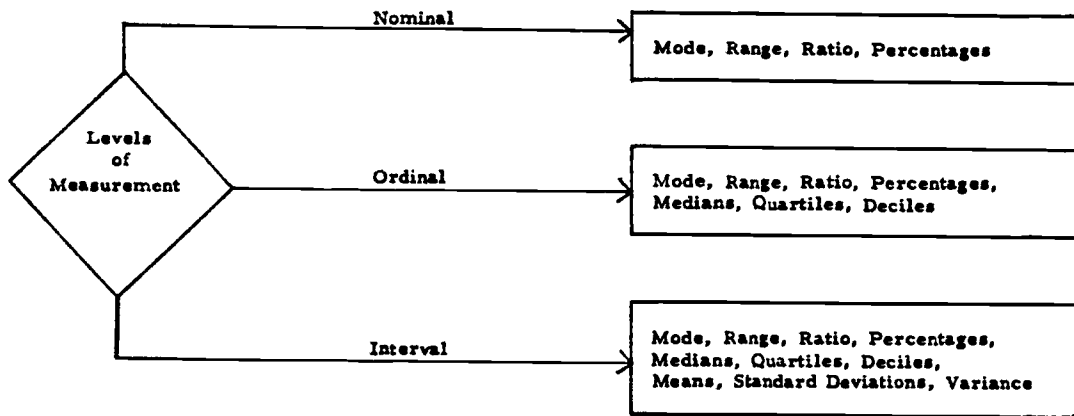 Nominal
Mode, Range, Ratio, Percentages
Levels
of
Measurement
Ordinal
Mode, Range, Ratio, Percentages,
Medians, Quartiles, Deciles
Interval
Mode, Range, Ratio, Percentages,
Medians, Quartiles, Deciles,
Means, Standard Deviations, Variance